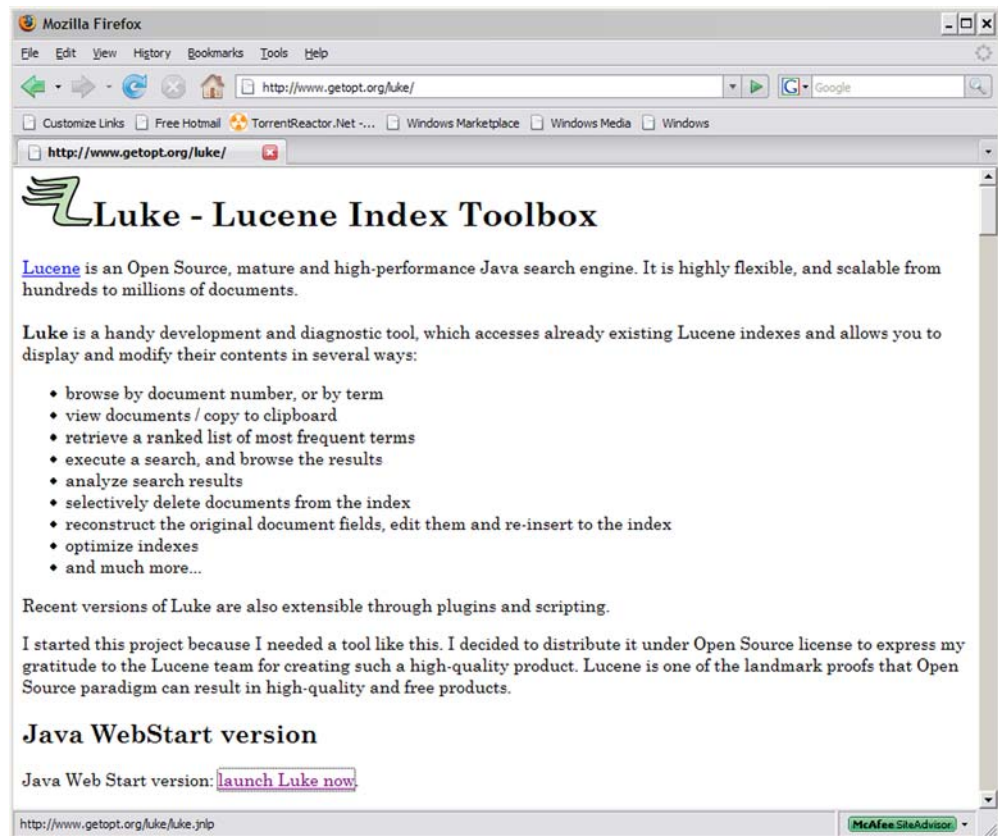 Mozilla Firefox
File Edit View History Bookmarks Tools Help
http://www.getopt.org/luke/
G Google
Customize Links Free Hotmail TorrentReactor.Net -... Windows Marketplace Windows Media Windows
http://www.getopt.org/luke/
Luke - Lucene Index Toolbox
Lucene is an Open Source, mature and high-performance Java search engine. It is highly flexible, and scalable from
hundreds to millions of documents.
Luke is a handy development and diagnostic tool, which accesses already existing Lucene indexes and allows you to
display and modify their contents in several ways:
• browse by document number, or by term
• view documents / copy to clipboard
• retrieve a ranked list of most frequent terms
• execute a search, and browse the results
• analyze search results
• selectively delete documents from the index
• reconstruct the original document fields, edit them and re-insert to the index
• optimize indexes
• and much more...
Recent versions of Luke are also extensible through plugins and scripting.
I started this project because I needed a tool like this. I decided to distribute it under Open Source license to express my
gratitude to the Lucene team for creating such a high-quality product. Lucene is one of the landmark proofs that Open
Source paradigm can result in high-quality and free products.
Java WebStart version
Java Web Start version: launch Luke now.
http://www.getopt.org/luke/luke.jnlp
McAfee SiteAdvisor